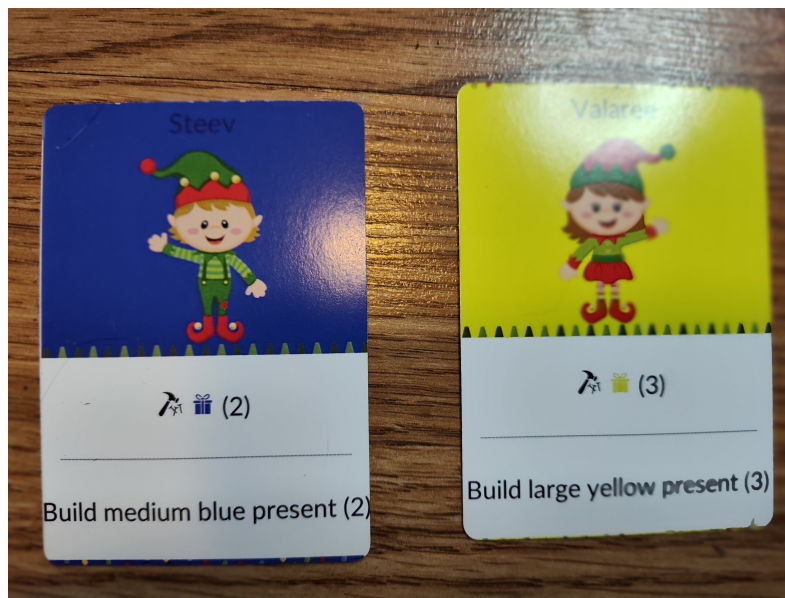 Steev
(2)
Build medium blue present (2)
Valaree
(3)
Build large yellow present (3)